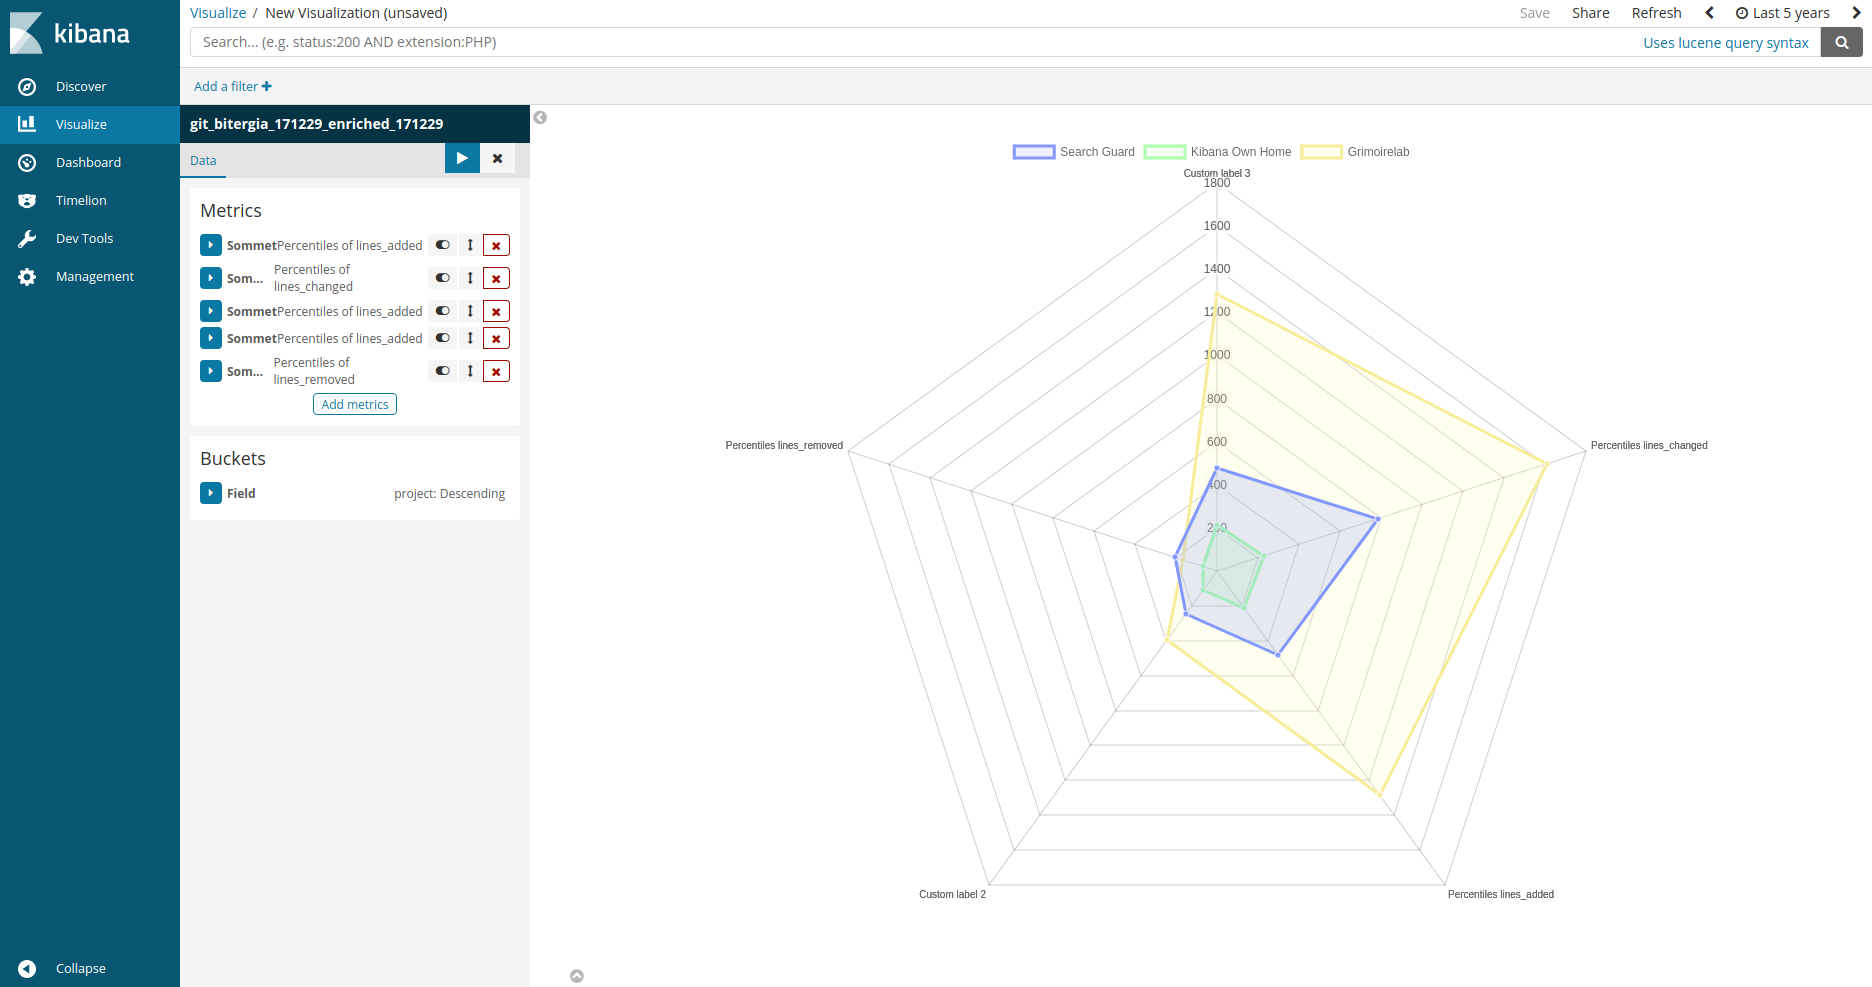 kibana
Discover
Visualize
Dashboard
Timelion
Dev Tools
Management
Collapse
Visualize / New Visualization (unsaved)
Save Share Refresh Last 5 years
Search... (e.g. status:200 AND extension:PHP)
Uses lucene query syntax
Add a filter
git_bitergia_171229_enriched_171229
Data
Metrics
Sommet Percentiles of lines_added
Som... Percentiles of
lines_changed
Sommet Percentiles of lines_added
Sommet Percentiles of lines_added
Som... Percentiles of
lines_removed
Add metrics
Buckets
Field project: Descending
Search Guard Kibana Own Home Grimoirelab
Custom label 3
1800
1600
1400
1200
1000
800
600
400
200
Percentiles lines_removed
Percentiles lines_changed
Custom label 2
Percentiles lines_added